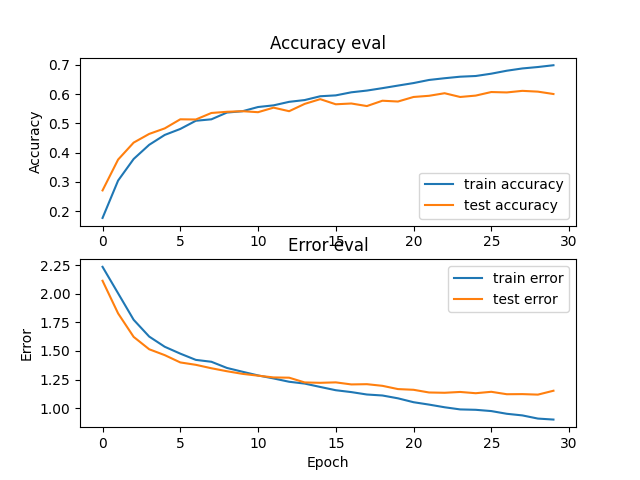 Accuracy eval
0.7
0.6
0.5
0.4
0.3
0.2
Accuracy
train accuracy
test accuracy
0 5 10 15 20 25 30
Error eval
2.25
2.00
1.75
1.50
1.25
1.00
Error
train error
test error
0 5 10 15 20 25 30
Epoch